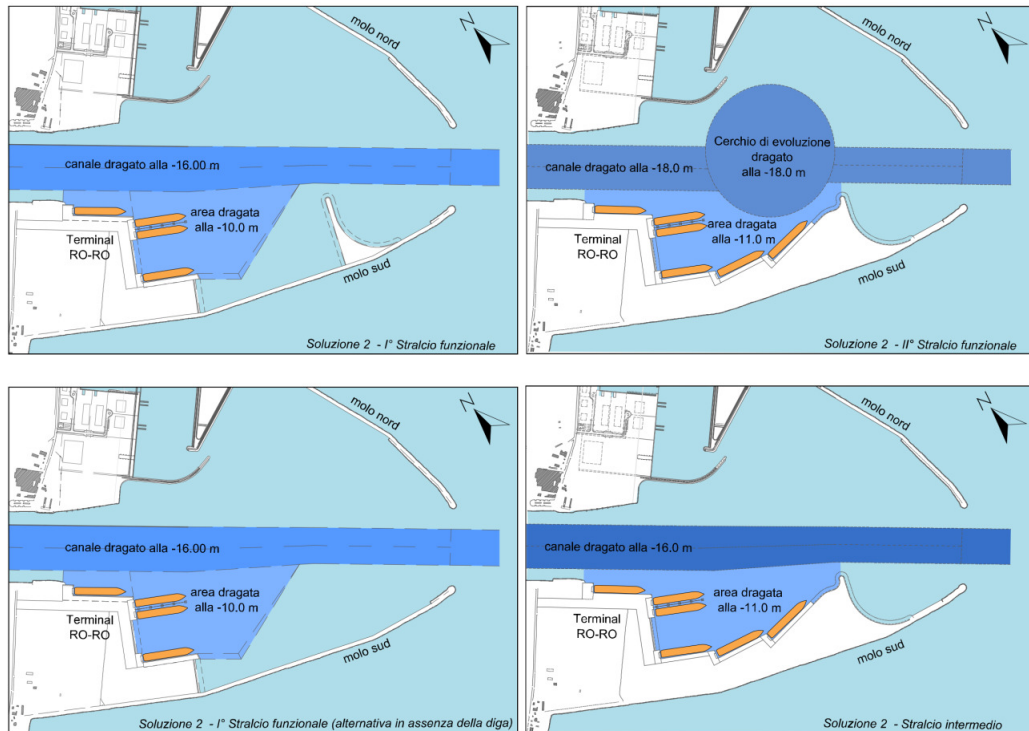 molo nord
N
canale dragato alla -16.00 m
area dragata
alla -10.0 m
Terminal
RO-RO
molo sud
Soluzione 2 - I° Stralcio funzionale
molo nord
N
Cerchio di evoluzione
dragato
alla -18.0 m
canale dragato alla -18.0 m
area dragata
alla -11.0 m
Terminal
RO-RO
molo sud
Soluzione 2 - II° Stralcio funzionale
molo nord
N
canale dragato alla -16.00 m
area dragata
alla -10.0 m
Terminal
RO-RO
molo sud
Soluzione 2 - I° Stralcio funzionale (alternativa in assenza della diga)
molo nord
N
canale dragato alla -16.0 m
area dragata
alla -11.0 m
Terminal
RO-RO
molo sud
Soluzione 2 - Stralcio intermedio